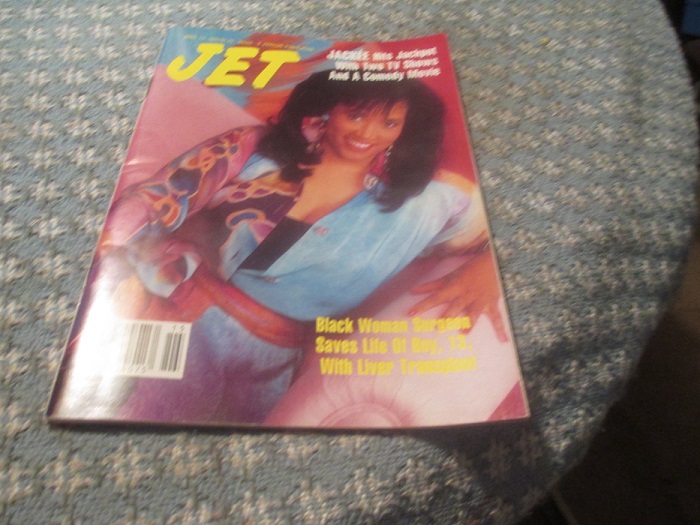 JET
JACKÉE Hits Jackpot
With Two TV Shows
And A Comedy Movie
Black Woman Surgeon
Saves Life Of Boy, 13,
With Liver Transplant
15